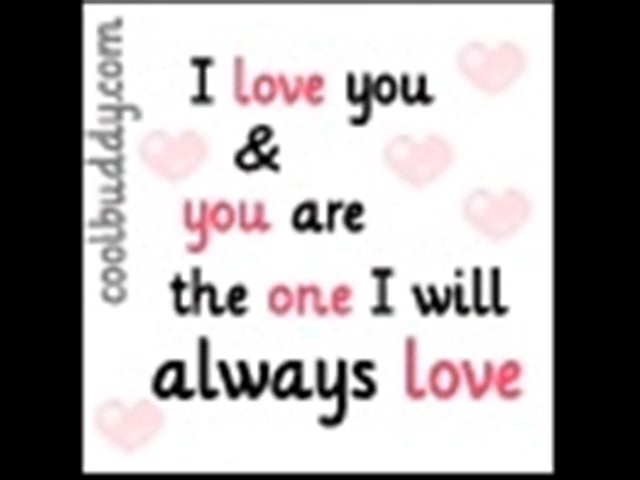 I love you
&
you are
the one I will
always love
coolbuddy.com